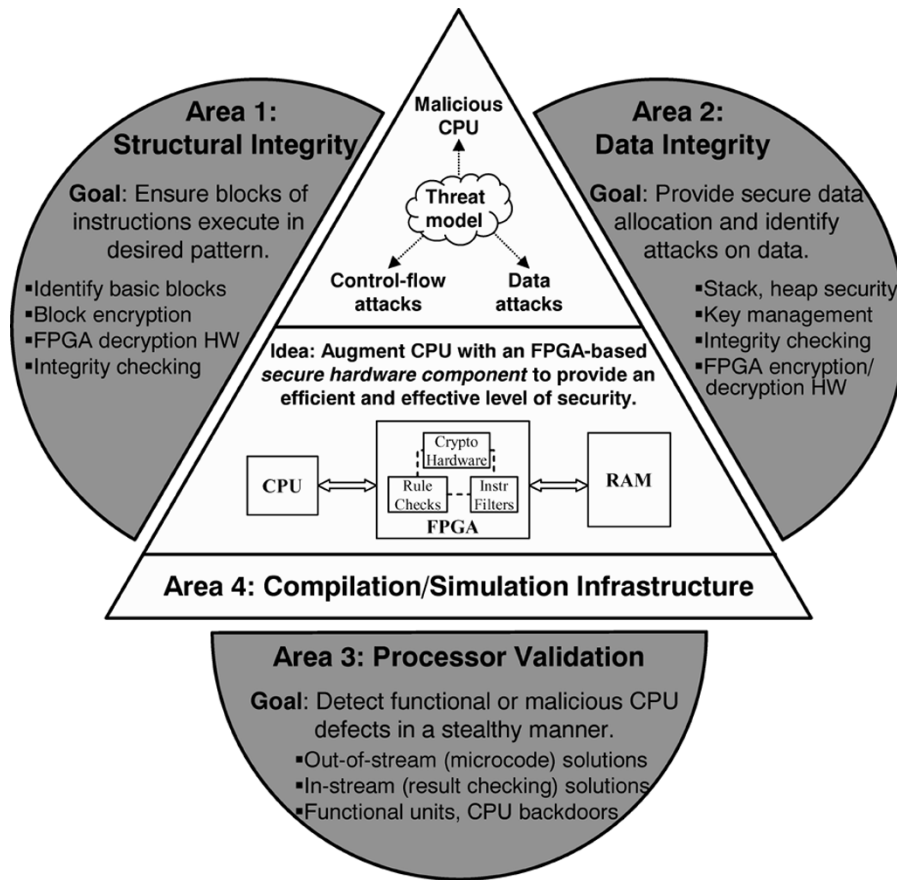 Area 1:
Structural Integrity
Goal: Ensure blocks of
instructions execute in
desired pattern.
▪Identify basic blocks
▪Block encryption
▪FPGA decryption HW
▪Integrity checking
Malicious
CPU
Threat
model
Control-flow
attacks
Data
attacks
Area 2:
Data Integrity
Goal: Provide secure data
allocation and identify
attacks on data.
▪Stack, heap security
▪Key management
▪Integrity checking
▪FPGA encryption/
decryption HW
Idea: Augment CPU with an FPGA-based
secure hardware component to provide an
efficient and effective level of security.
CPU
Crypto
Hardware
Rule
Checks
Instr
Filters
FPGA
RAM
Area 4: Compilation/Simulation Infrastructure
Area 3: Processor Validation
Goal: Detect functional or malicious CPU
defects in a stealthy manner.
▪Out-of-stream (microcode) solutions
▪In-stream (result checking) solutions
▪Functional units, CPU backdoors